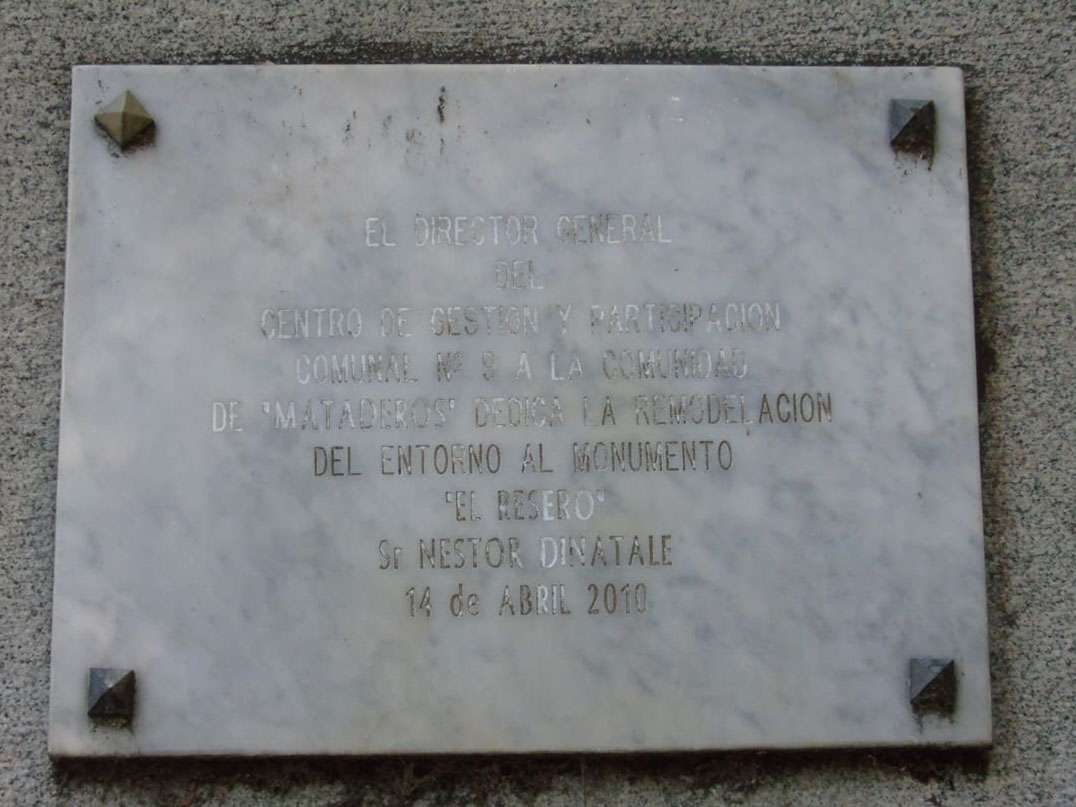 EL DIRECTOR GENERAL
DEL
CENTRO DE GESTION Y PARTICIPACION
COMUNAL Nº 9 A LA COMUNIDAD
DE "MATADEROS" DEDICA LA REMODELACION
DEL ENTORNO AL MONUMENTO
"EL RESERO"
Sr NESTOR DINATALE
14 de ABRIL 2010